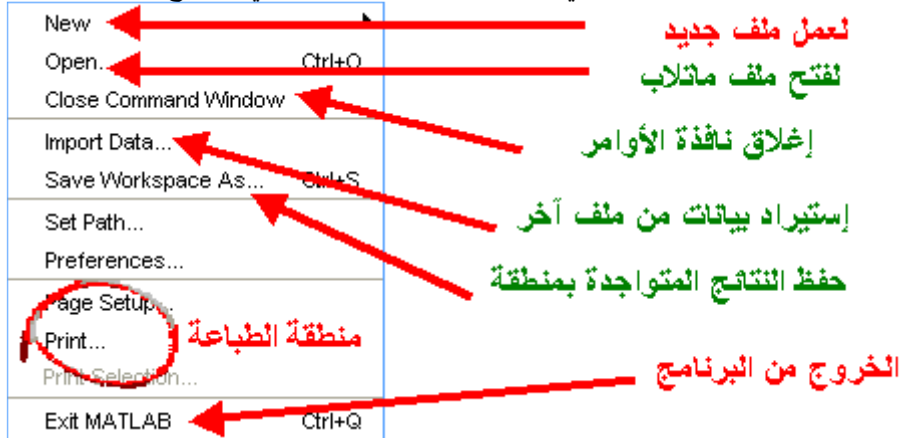 New
لعمل ملف جديد
Open... Ctrl+O
لفتح ملف ماتلاب
Close Command Window
إغلاق نافذة الأوامر
Import Data...
إستيراد بيانات من ملف آخر
Save Workspace As... Ctrl+S
حفظ النتائج المتواجدة بمنطقة
Set Path...
Preferences...
Page Setup...
Print...
منطقة الطباعة
Print Selection...
Exit MATLAB Ctrl+Q
الخروج من البرنامج